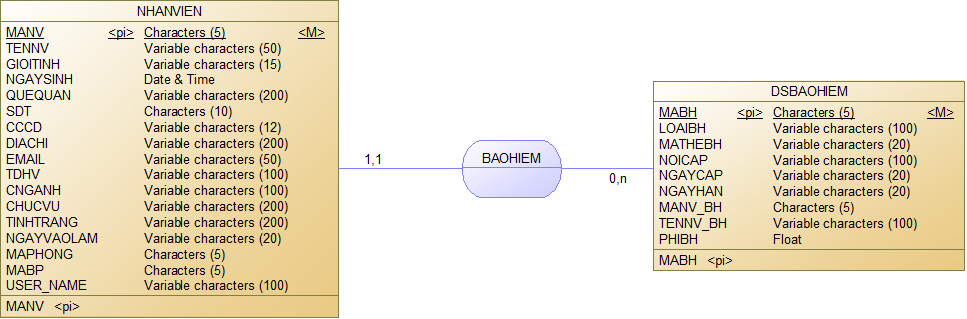 NHANVIEN
MANV <pi> Characters (5) <M>
TENNV Variable characters (50)
GIOITINH Variable characters (15)
NGAYSINH Date & Time
QUEQUAN Variable characters (200)
SDT Characters (10)
CCCD Variable characters (12)
DIACHI Variable characters (200)
EMAIL Variable characters (50)
TDHV Variable characters (100)
CNGANH Variable characters (100)
CHUCVU Variable characters (200)
TINHTRANG Variable characters (200)
NGAYVAOLAM Variable characters (20)
MAPHONG Characters (5)
MABP Characters (5)
USER_NAME Variable characters (100)
MANV <pi>
1,1
BAOHIEM
0,n
DSBAOHIEM
MABH <pi> Characters (5) <M>
LOAIBH Variable characters (100)
MATHEBH Variable characters (20)
NOICAP Variable characters (100)
NGAYCAP Variable characters (20)
NGAYHAN Variable characters (20)
MANV_BH Characters (5)
TENNV_BH Variable characters (100)
PHIBH Float
MABH <pi>